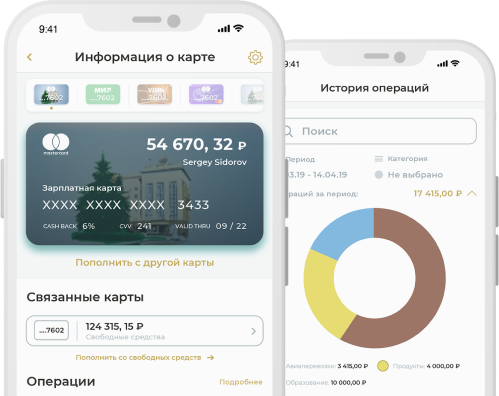 9:41
Информация о карте
....7602
МИР
....7602
VISA
....7602
....7602
....7602
mastercard
54 670, 32 ₽
Sergey Sidorov
Зарплатная карта
XXXX XXXX XXXX 3433
CASH BACK 6% CVV 241 VALID THRU 09 / 22
Пополнить с другой карты
Связанные карты
....7602
124 315, 15 ₽
Свободные средства
Пополнить со свободных средств →
Операции
Подробнее
9:41
История операций
Поиск
Период
Категория
03.19 - 14.04.19
Не выбрано
раций за период:
17 415,00 ₽
Авиаперевозки: 3 415,00 ₽
Продукты: 4 000,00 ₽
Образование: 10 000,00 ₽